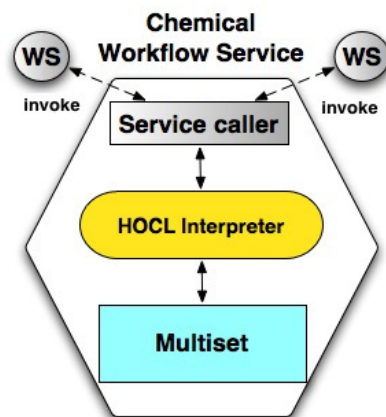 Chemical
Workflow Service
WS
WS
invoke
invoke
Service caller
HOCL Interpreter
Multiset